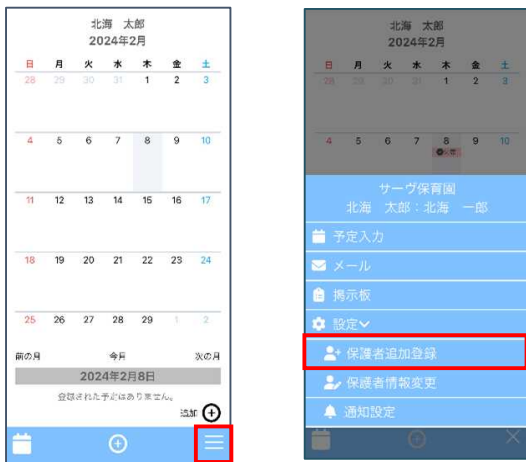 北海　太郎
2024年2月
日 月 火 水 木 金 土
28 29 30 31 1 2 3
4 5 6 7 8 9 10
11 12 13 14 15 16 17
18 19 20 21 22 23 24
25 26 27 28 29 1 2
前の月 今月 次の月
2024年2月8日
登録された予定はありません。
追加
北海　太郎
2024年2月
日 月 火 水 木 金 土
28 29 30 31 1 2 3
4 5 6 7 8 9 10
サーヴ保育園
北海　太郎：北海　一郎
予定入力
メール
掲示板
設定
保護者追加登録
保護者情報変更
通知設定